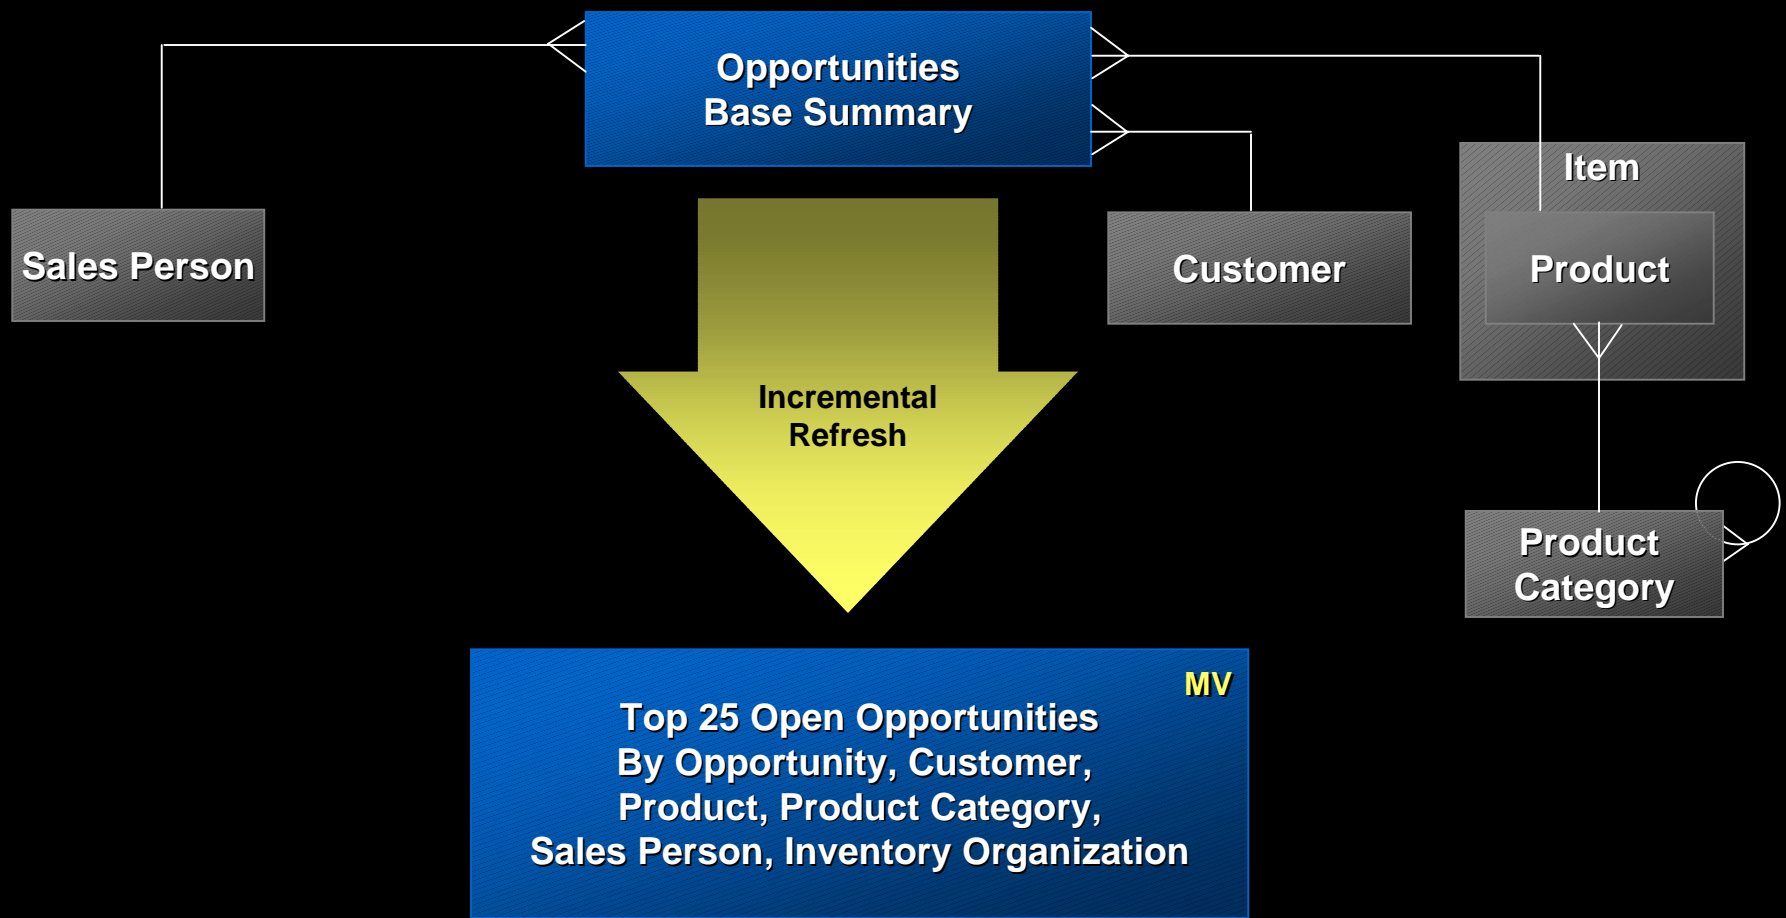 Opportunities
Base Summary
Item
Sales Person
Customer
Product
Incremental
Refresh
Product
Category
MV
Top 25 Open Opportunities
By Opportunity, Customer,
Product, Product Category,
Sales Person, Inventory Organization